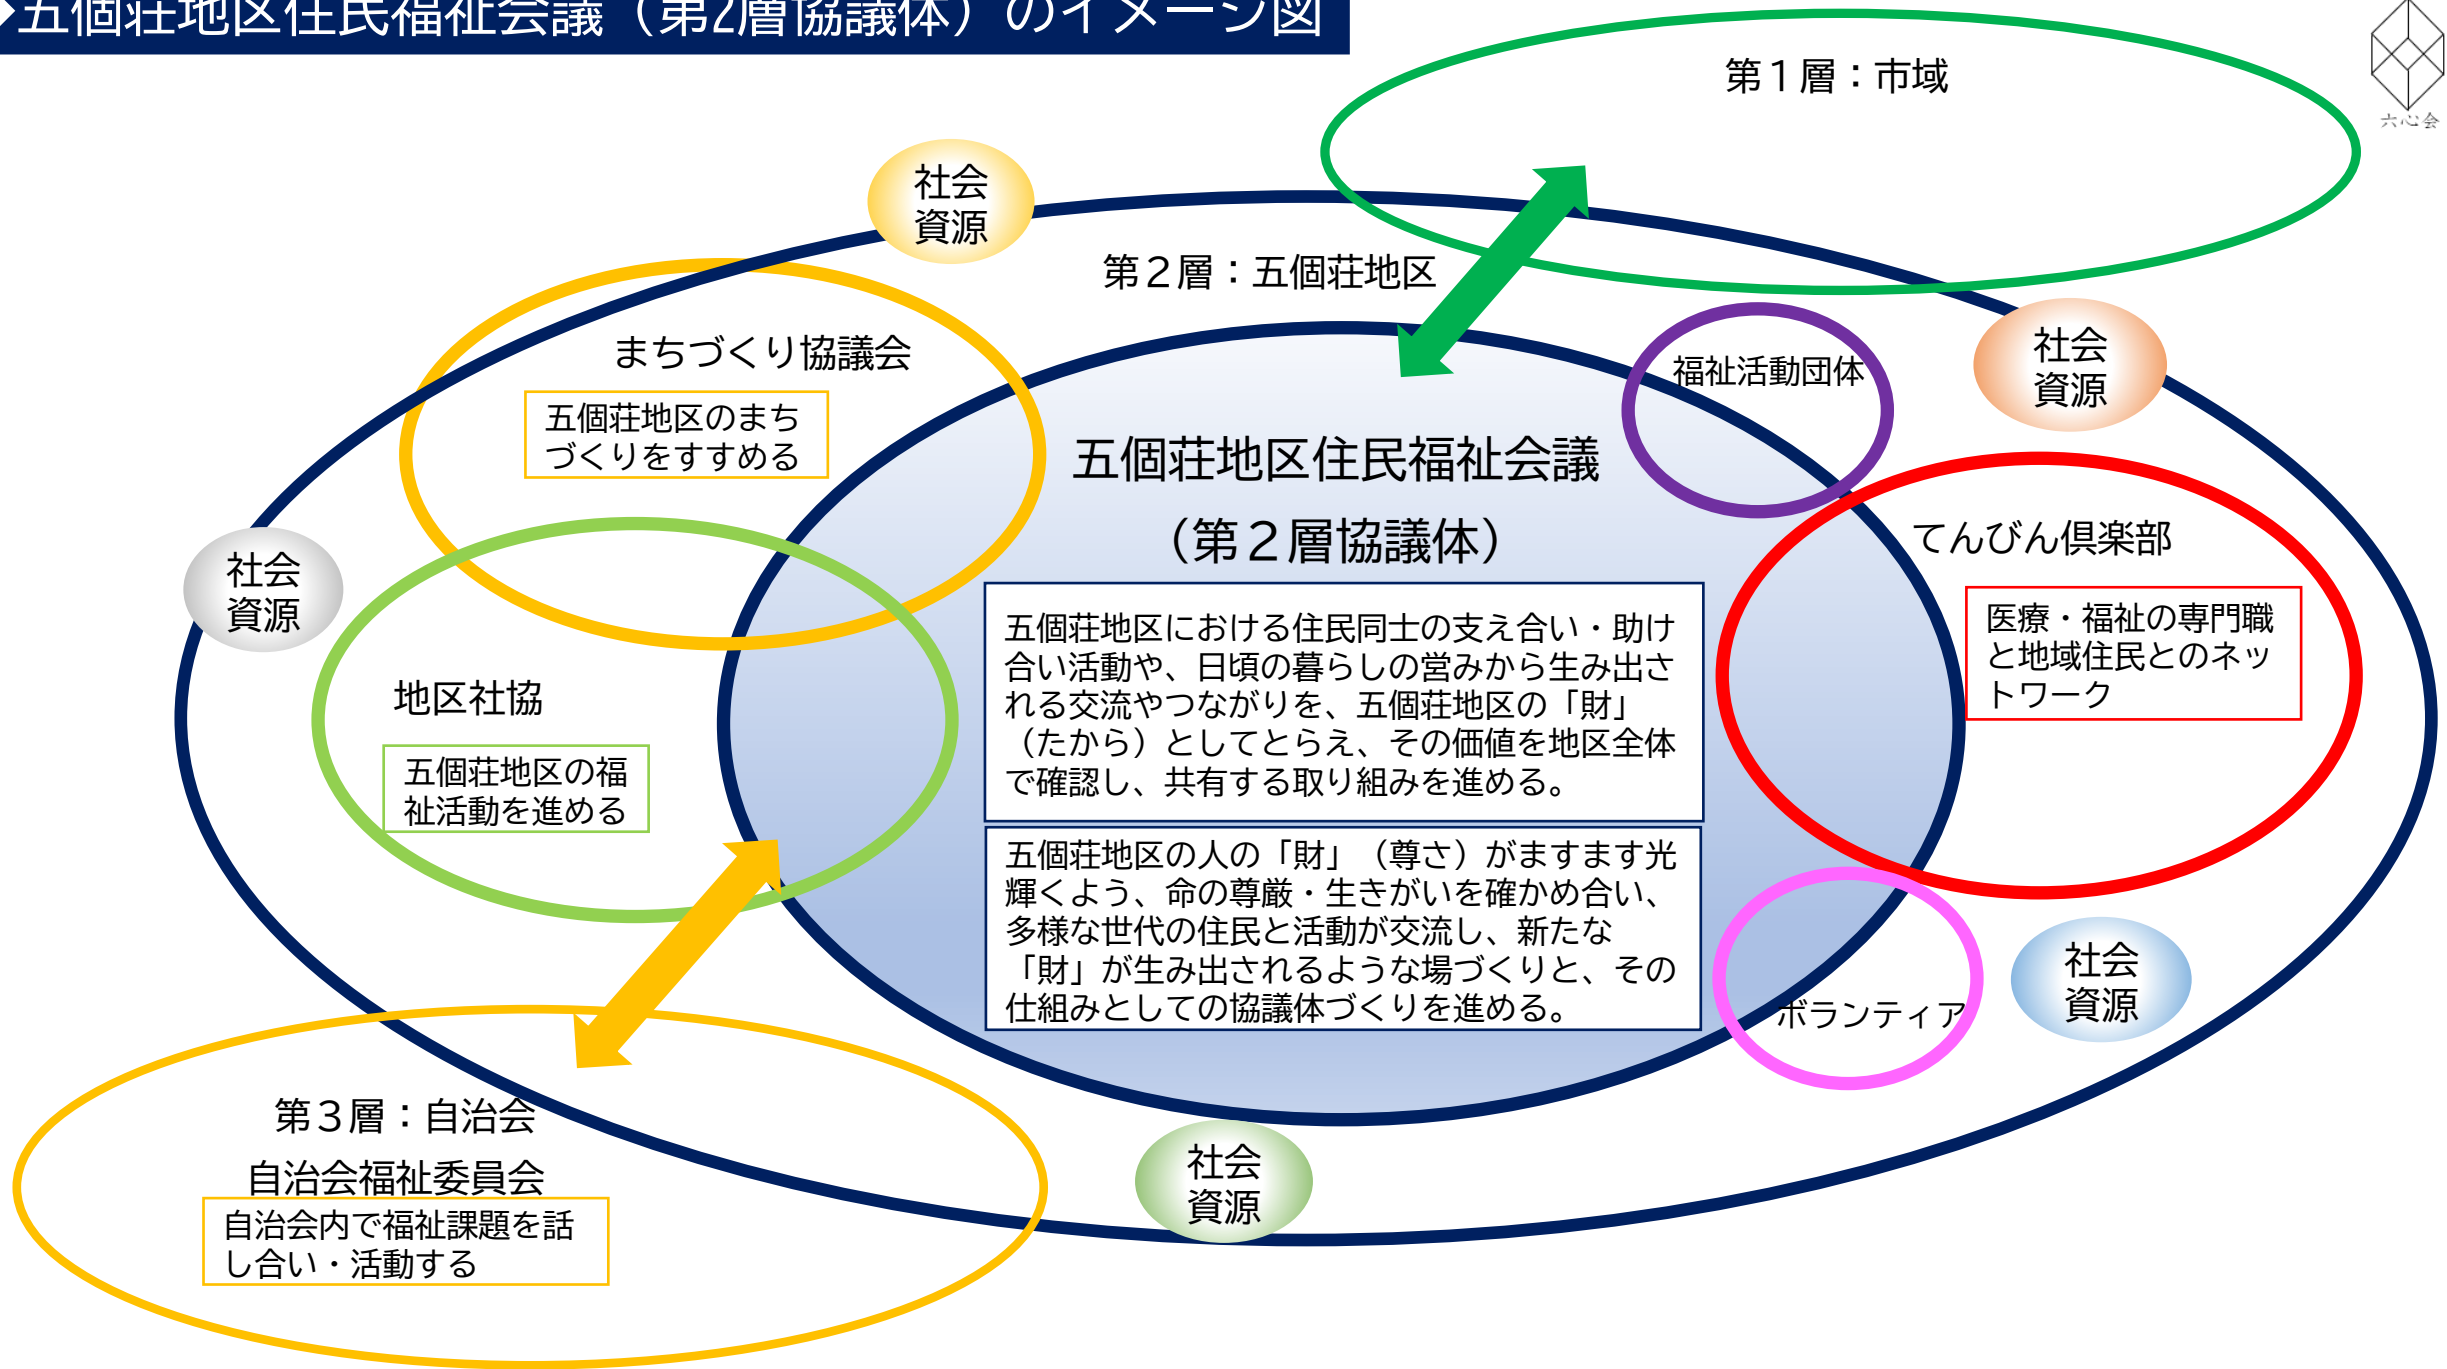 五個荘地区住民福祉会議（第2層協議体）のイメージ図
第１層：市域
六心会
社会
資源
第２層：五個荘地区
まちづくり協議会
五個荘地区のまち
づくりをすすめる
福祉活動団体
社会
資源
五個荘地区住民福祉会議
（第２層協議体）
てんびん倶楽部
医療・福祉の専門職
と地域住民とのネッ
トワーク
社会
資源
五個荘地区における住民同士の支え合い・助け
合い活動や、日頃の暮らしの営みから生み出さ
れる交流やつながりを、五個荘地区の「財」
（たから）としてとらえ、その価値を地区全体
で確認し、共有する取り組みを進める。
地区社協
五個荘地区の福
祉活動を進める
五個荘地区の人の「財」（尊さ）がますます光
輝くよう、命の尊厳・生きがいを確かめ合い、
多様な世代の住民と活動が交流し、新たな
「財」が生み出されるような場づくりと、その
仕組みとしての協議体づくりを進める。
ボランティア
社会
資源
第３層：自治会
自治会福祉委員会
自治会内で福祉課題を話
し合い・活動する
社会
資源